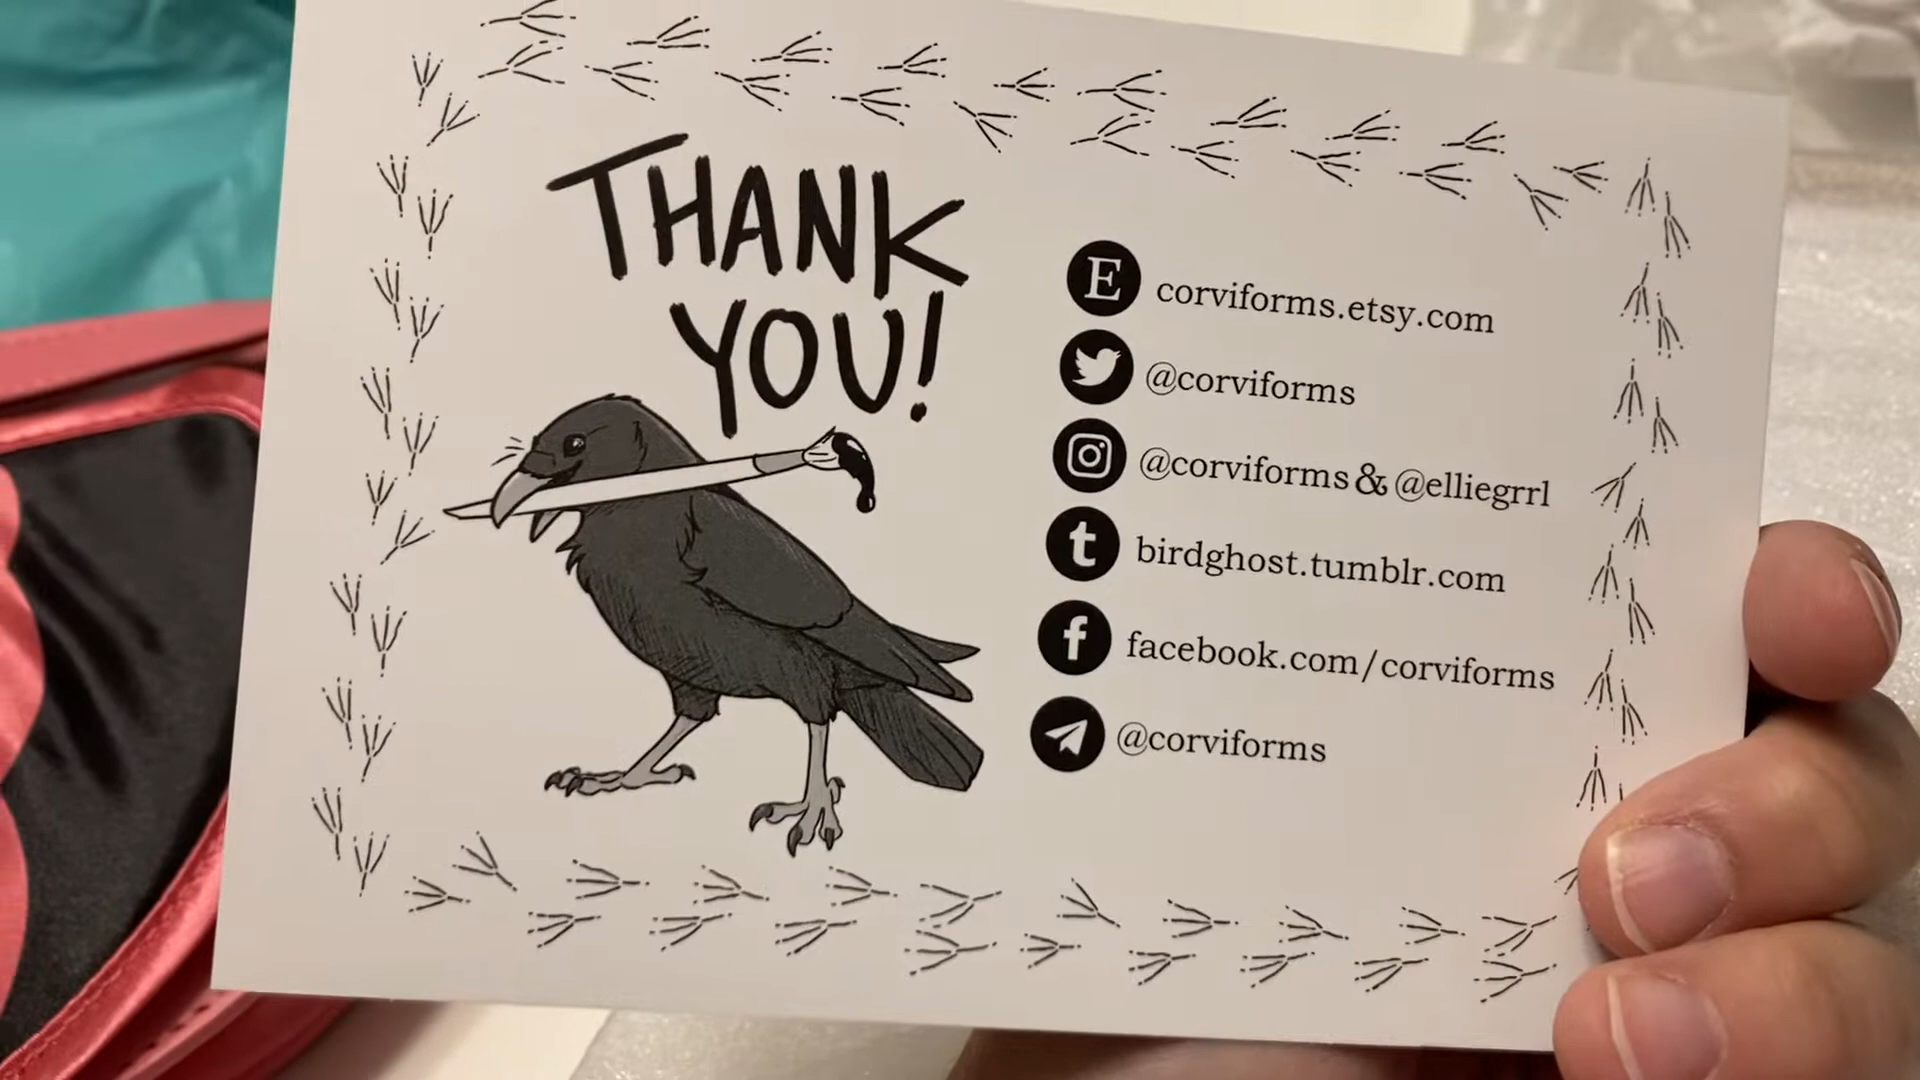 THANK
YOU!
E corviforms.etsy.com
@corviforms
@corviforms & @elliegrrl
t birdghost.tumblr.com
f facebook.com/corviforms
@corviforms